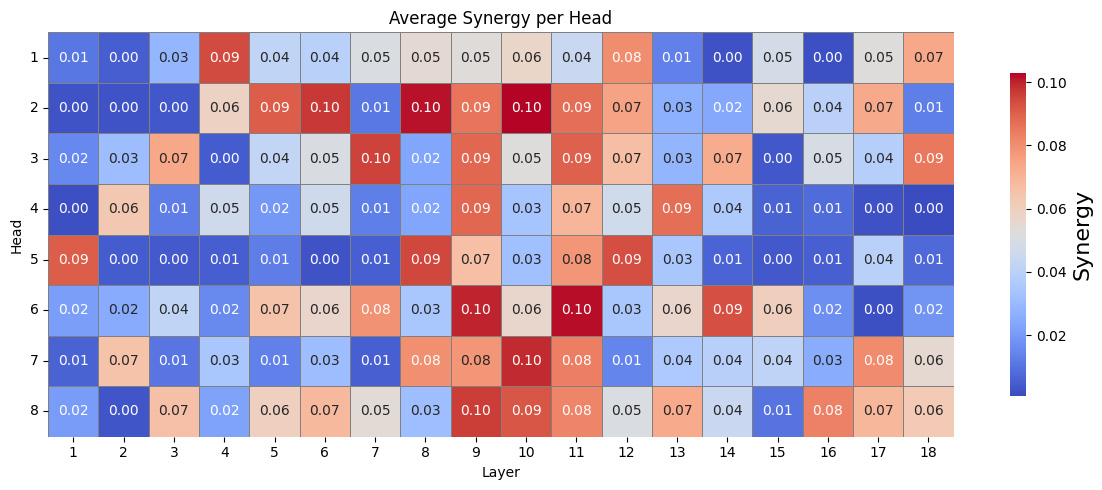 Average Synergy per Head
1 0.01 0.00 0.03 0.09 0.04 0.04 0.05 0.05 0.05 0.06 0.04 0.08 0.01 0.00 0.05 0.00 0.05 0.07
2 0.00 0.00 0.00 0.06 0.09 0.10 0.01 0.10 0.09 0.10 0.09 0.07 0.03 0.02 0.06 0.04 0.07 0.01
3 0.02 0.03 0.07 0.00 0.04 0.05 0.10 0.02 0.09 0.05 0.09 0.07 0.03 0.07 0.00 0.05 0.04 0.09
4 0.00 0.06 0.01 0.05 0.02 0.05 0.01 0.02 0.09 0.03 0.07 0.05 0.09 0.04 0.01 0.01 0.00 0.00
5 0.09 0.00 0.00 0.01 0.01 0.00 0.01 0.09 0.07 0.03 0.08 0.09 0.03 0.01 0.00 0.01 0.04 0.01
6 0.02 0.02 0.04 0.02 0.07 0.06 0.08 0.03 0.10 0.06 0.10 0.03 0.06 0.09 0.06 0.02 0.00 0.02
7 0.01 0.07 0.01 0.03 0.01 0.03 0.01 0.08 0.08 0.10 0.08 0.01 0.04 0.04 0.04 0.03 0.08 0.06
8 0.02 0.00 0.07 0.02 0.06 0.07 0.05 0.03 0.10 0.09 0.08 0.05 0.07 0.04 0.01 0.08 0.07 0.06
1 2 3 4 5 6 7 8 9 10 11 12 13 14 15 16 17 18
Layer
Head
0.10
0.08
0.06
0.04
0.02
Synergy